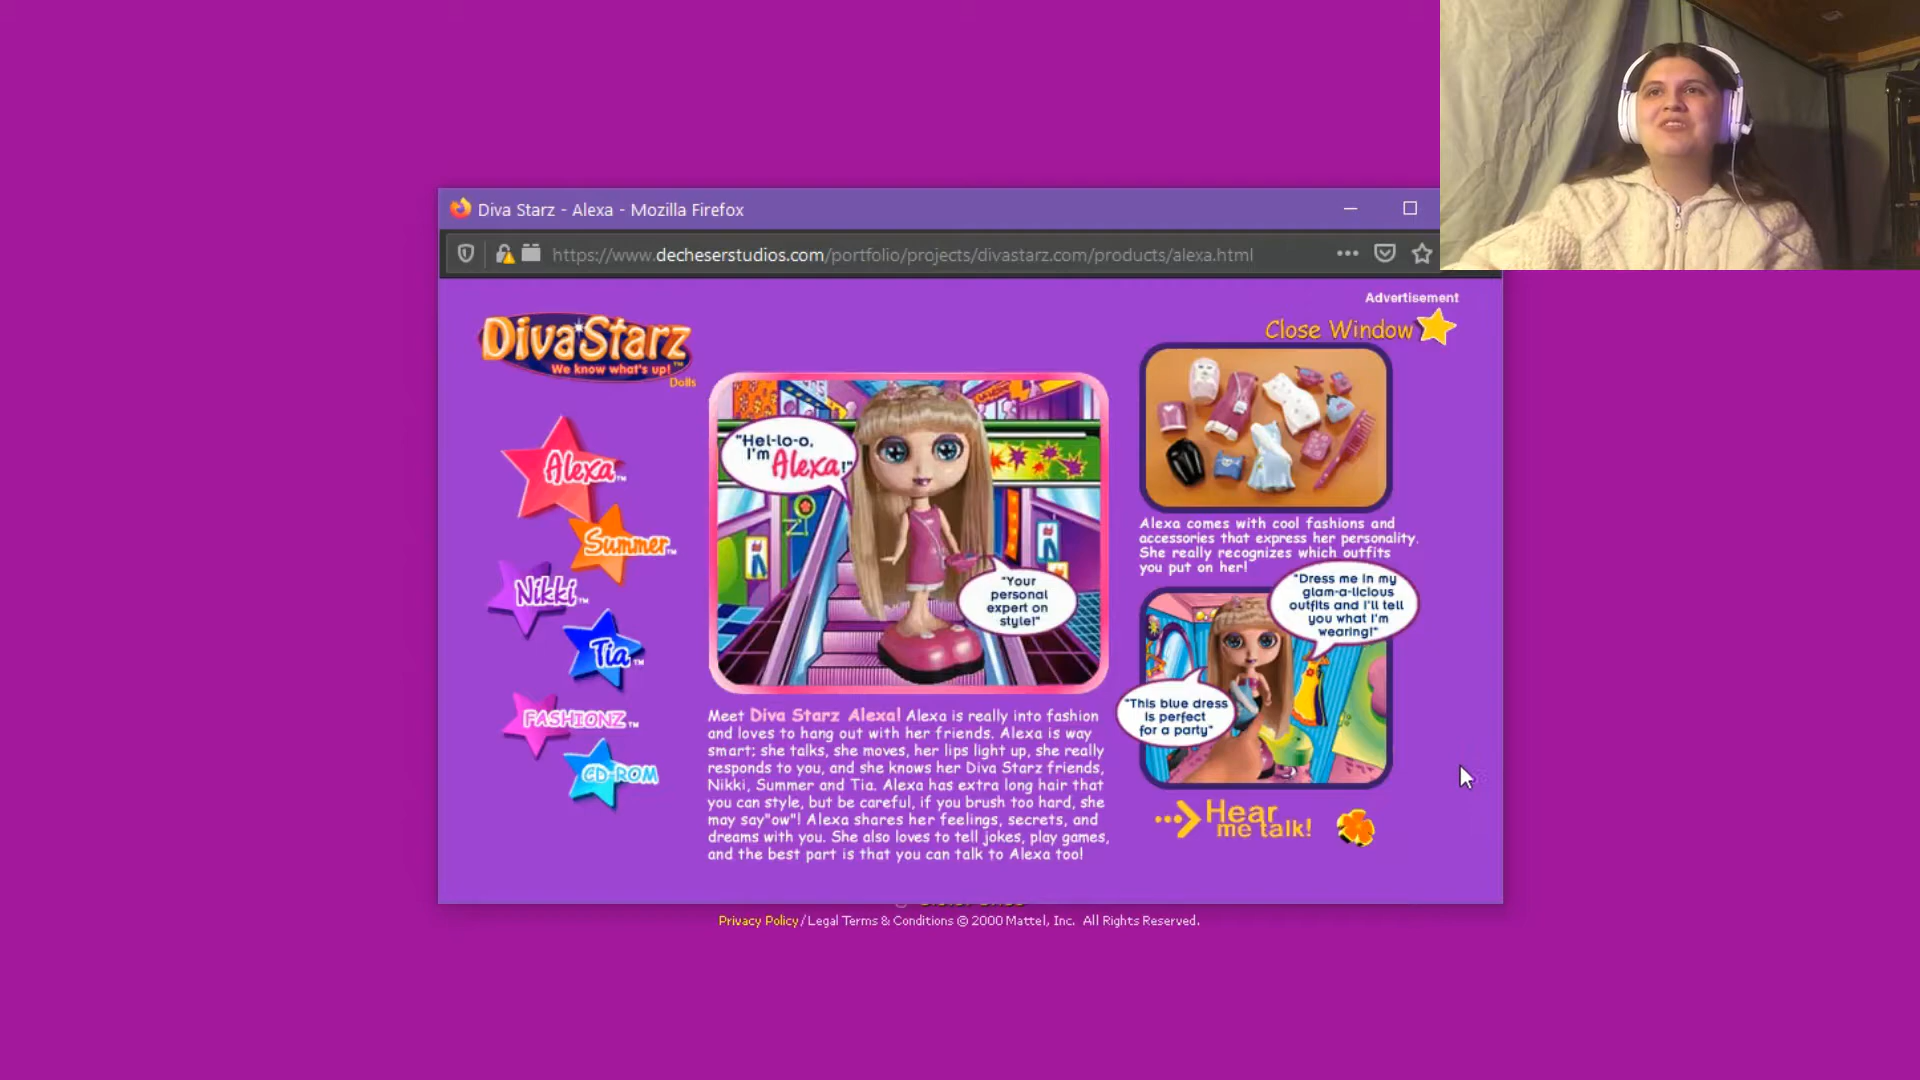 Diva Starz - Alexa - Mozilla Firefox
https://www.decheserstudios.com/portfolio/projects/divastarz.com/products/alexa.html
Advertisement
Close Window
DivaStarz™
We know what's up!
Dolls
Alexa™
Summer™
Nikki™
Tia™
FASHIONZ™
CD-ROM
"Hel-lo-o,
I'm Alexa!"
"Your
personal
expert on
style!"
Meet Diva Starz Alexa! Alexa is really into fashion
and loves to hang out with her friends. Alexa is way
smart; she talks, she moves, her lips light up, she really
responds to you, and she knows her Diva Starz friends,
Nikki, Summer and Tia. Alexa has extra long hair that
you can style, but be careful, if you brush too hard, she
may say"ow"! Alexa shares her feelings, secrets, and
dreams with you. She also loves to tell jokes, play games,
and the best part is that you can talk to Alexa too!
Alexa comes with cool fashions and
accessories that express her personality.
She really recognizes which outfits
you put on her!
"Dress me in my
glam-a-licious
outfits and I'll tell
you what I'm
wearing!"
"This blue dress
is perfect
for a party"
Hear
me talk!
Privacy Policy/Legal Terms & Conditions © 2000 Mattel, Inc. All Rights Reserved.